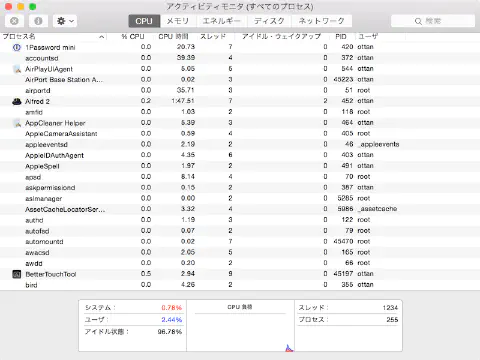 アクティビティモニタ (すべてのプロセス)
CPU メモリ エネルギー ディスク ネットワーク 検索
プロセス名 % CPU CPU 時間 スレッド アイドル・ウェイクアップ PID ユーザ
1Password mini 0.0 20.73 7 0 420 ottan
accountsd 0.0 39.39 4 0 372 ottan
AirPlayUIAgent 0.0 5.05 5 0 544 ottan
AirPort Base Station A... 0.0 0.02 3 0 45223 ottan
airportd 0.0 35.71 3 0 51 root
Alfred 2 0.2 1:47.51 7 2 452 ottan
amfid 0.0 1.03 2 0 118 root
AppCleaner Helper 0.0 5.39 3 0 464 ottan
AppleCameraAssistant 0.0 0.59 4 0 405 root
appleeventsd 0.0 2.19 2 0 46 _appleevents
AppleIDAuthAgent 0.0 4.35 6 0 403 ottan
AppleSpell 0.0 1.97 2 0 491 ottan
apsd 0.0 8.14 4 0 70 root
askpermissiond 0.0 0.15 2 0 387 ottan
aslmanager 0.0 0.00 2 0 5285 root
AssetCacheLocatorSer... 0.0 3.32 4 0 5986 _assetcache
authd 0.0 1.19 3 0 122 root
autofsd 0.0 0.07 2 0 79 root
automountd 0.0 0.02 7 0 45470 root
awacsd 0.0 2.05 5 0 165 root
awdd 0.0 0.20 2 0 66 root
BetterTouchTool 0.5 2.94 9 0 45197 ottan
bird 0.0 4.26 2 0 355 ottan
システム: 0.78% CPU 負荷 スレッド: 1234
ユーザ: 2.44% プロセス: 255
アイドル状態: 96.78%